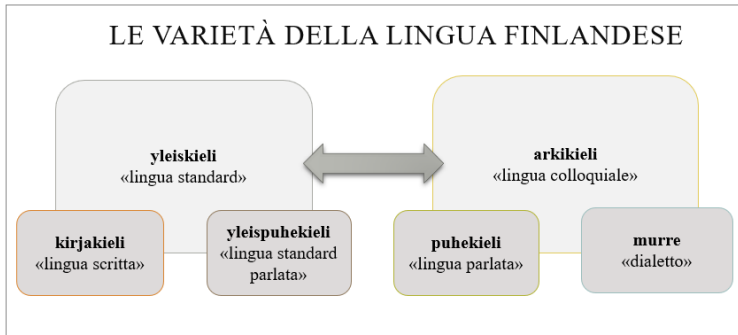 LE VARIETÀ DELLA LINGUA FINLANDESE
yleiskieli
«lingua standard»
arkikieli
«lingua colloquiale»
kirjakieli
«lingua scritta»
yleispuhekieli
«lingua standard
parlata»
puhekieli
«lingua parlata»
murre
«dialetto»